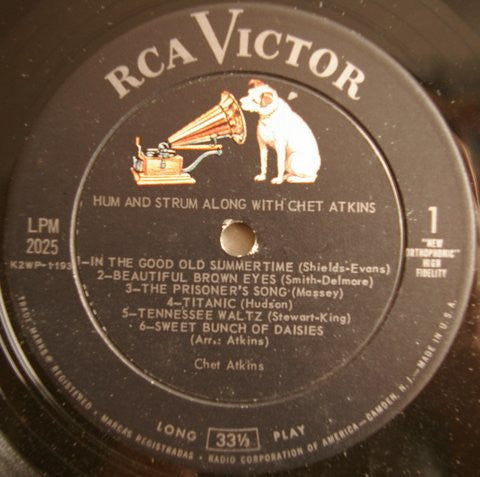 RCA VICTOR
HUM AND STRUM ALONG WITH CHET ATKINS
LPM
2025
K2WP-1193
1
"NEW
ORTHOPHONIC"
HIGH
FIDELITY
1-IN THE GOOD OLD SUMMERTIME (Shields-Evans)
2-BEAUTIFUL BROWN EYES (Smith-Delmore)
3-THE PRISONER'S SONG (Massey)
4-TITANIC (Hudson)
5-TENNESSEE WALTZ (Stewart-King)
6-SWEET BUNCH OF DAISIES
(Arr.: Atkins)
Chet Atkins
LONG 33⅓ PLAY
TRADE MARKS ® REGISTERED • MARCAS REGISTRADAS • RADIO CORPORATION OF AMERICA—CAMDEN, N.J.—MADE IN U.S.A.